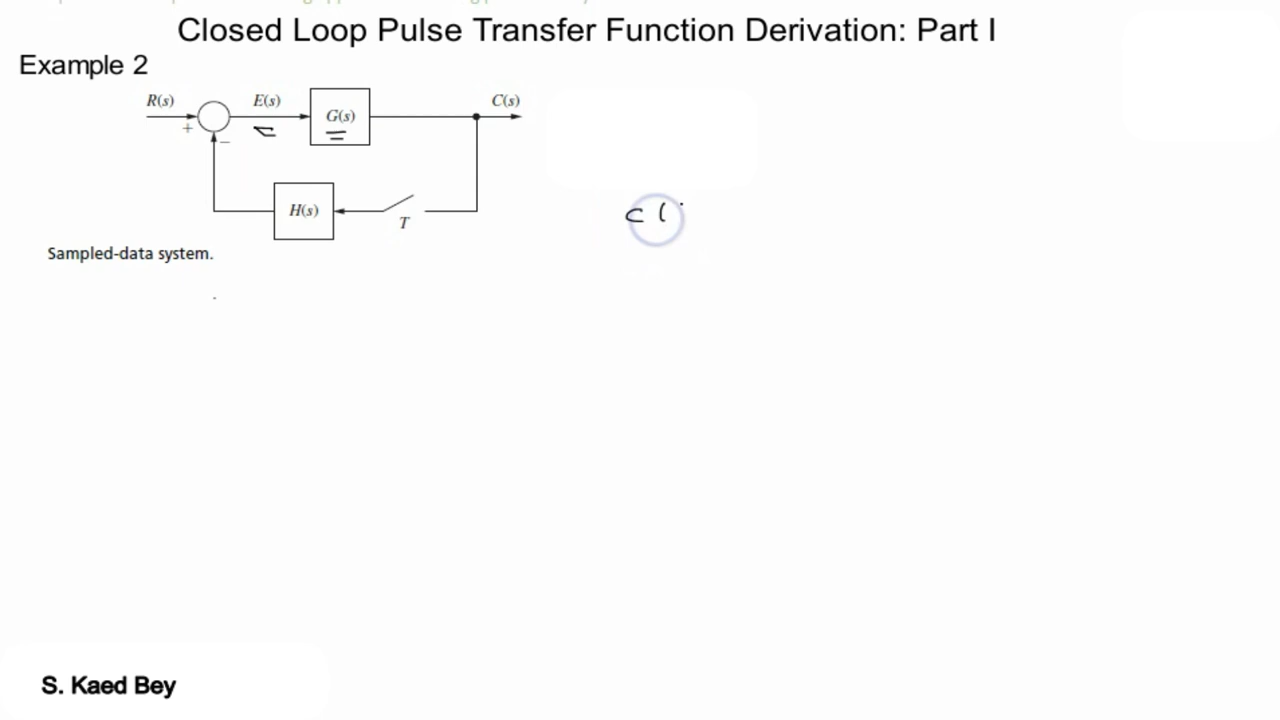 Closed Loop Pulse Transfer Function Derivation: Part I
Example 2
R(s)
E(s)
G(s)
C(s)
+
−
H(s)
T
Sampled-data system.
c (
S. Kaed Bey